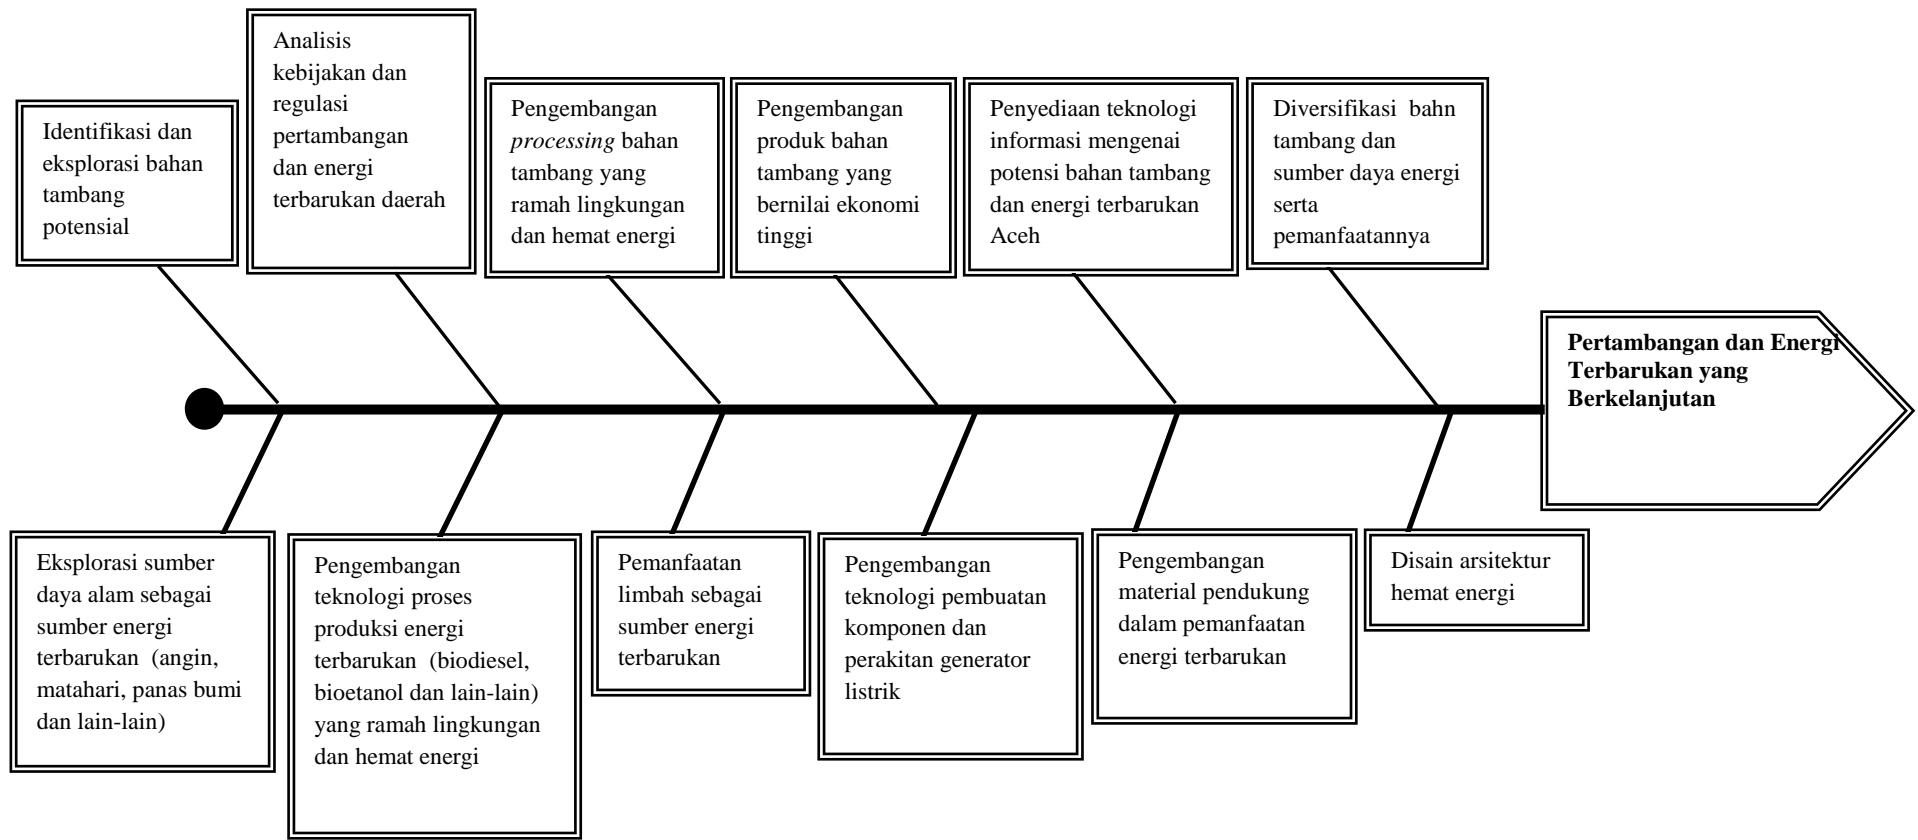 Analisis
kebijakan dan
regulasi
pertambangan
dan energi
terbarukan daerah
Identifikasi dan
eksplorasi bahan
tambang
potensial
Pengembangan
processing bahan
tambang yang
ramah lingkungan
dan hemat energi
Pengembangan
produk bahan
tambang yang
bernilai ekonomi
tinggi
Penyediaan teknologi
informasi mengenai
potensi bahan tambang
dan energi terbarukan
Aceh
Diversifikasi bahn
tambang dan
sumber daya energi
serta
pemanfaatannya
Pertambangan dan Energi
Terbarukan yang
Berkelanjutan
Eksplorasi sumber
daya alam sebagai
sumber energi
terbarukan (angin,
matahari, panas bumi
dan lain-lain)
Pengembangan
teknologi proses
produksi energi
terbarukan (biodiesel,
bioetanol dan lain-lain)
yang ramah lingkungan
dan hemat energi
Pemanfaatan
limbah sebagai
sumber energi
terbarukan
Pengembangan
teknologi pembuatan
komponen dan
perakitan generator
listrik
Pengembangan
material pendukung
dalam pemanfaatan
energi terbarukan
Disain arsitektur
hemat energi